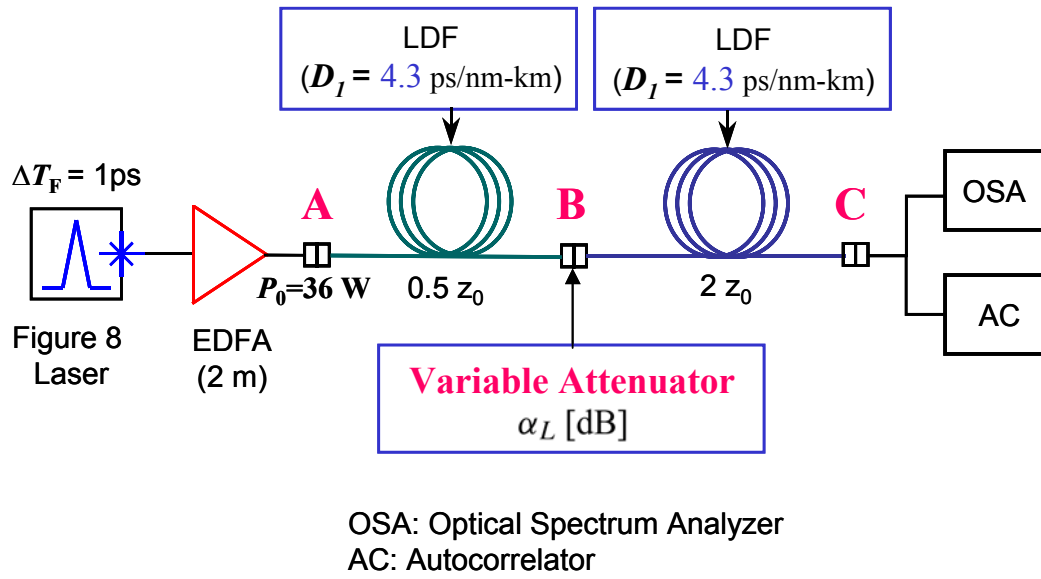 LDF
(D₁ = 4.3 ps/nm-km)
LDF
(D₁ = 4.3 ps/nm-km)
ΔT_F = 1ps
A
B
C
OSA
AC
P₀=36 W
0.5 z₀
2 z₀
Figure 8
Laser
EDFA
(2 m)
Variable Attenuator
α_L [dB]
OSA: Optical Spectrum Analyzer
AC: Autocorrelator